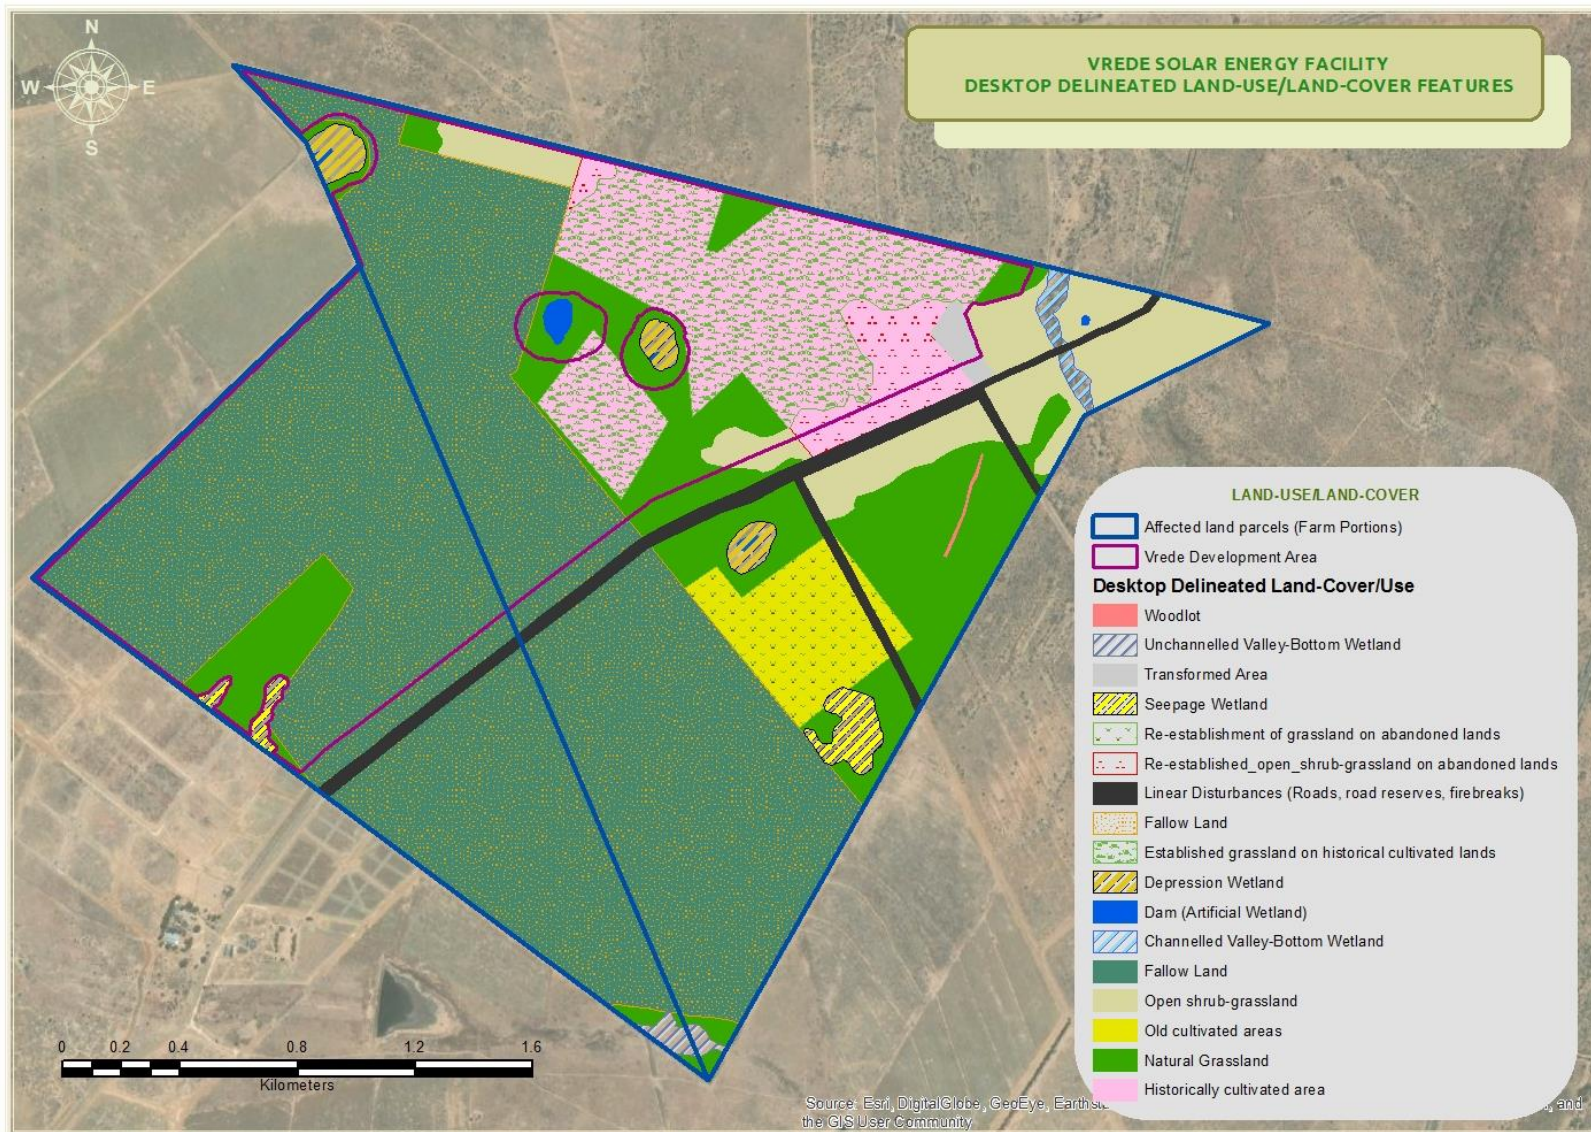 N
W
E
S
VREDE SOLAR ENERGY FACILITY
DESKTOP DELINEATED LAND-USE/LAND-COVER FEATURES
LAND-USE/LAND-COVER
Affected land parcels (Farm Portions)
Vrede Development Area
Desktop Delineated Land-Cover/Use
Woodlot
Unchannelled Valley-Bottom Wetland
Transformed Area
Seepage Wetland
Re-establishment of grassland on abandoned lands
Re-established_open_shrub-grassland on abandoned lands
Linear Disturbances (Roads, road reserves, firebreaks)
Fallow Land
Established grassland on historical cultivated lands
Depression Wetland
Dam (Artificial Wetland)
Channelled Valley-Bottom Wetland
Fallow Land
Open shrub-grassland
Old cultivated areas
Natural Grassland
Historically cultivated area
0 0.2 0.4 0.8 1.2 1.6
Kilometers
Source: Esri, DigitalGlobe, GeoEye, and
the GIS User Community